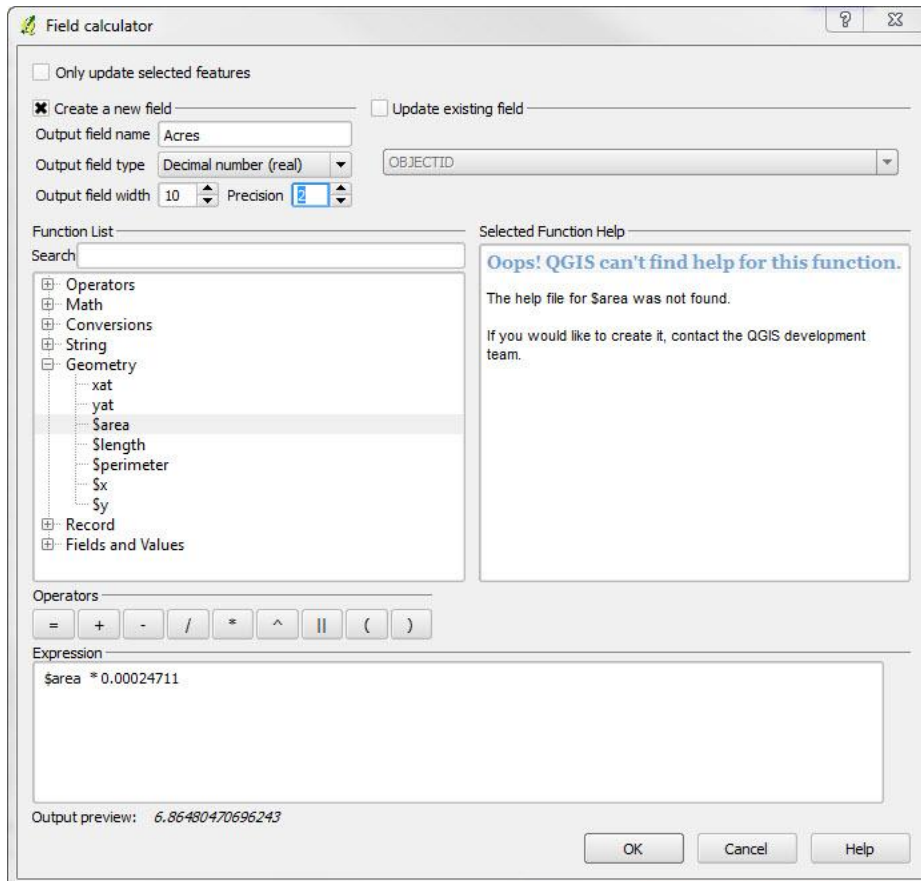 Field calculator
Only update selected features
Create a new field
Update existing field
Output field name Acres
Output field type Decimal number (real)
OBJECTID
Output field width 10 Precision 2
Function List
Search
Operators
Math
Conversions
String
Geometry
xat
yat
$area
$length
$perimeter
$x
$y
Record
Fields and Values
Selected Function Help
Oops! QGIS can't find help for this function.
The help file for $area was not found.
If you would like to create it, contact the QGIS development
team.
Operators
= + - / * ^ || ( )
Expression
$area * 0.00024711
Output preview: 6.86480470696243
OK Cancel Help